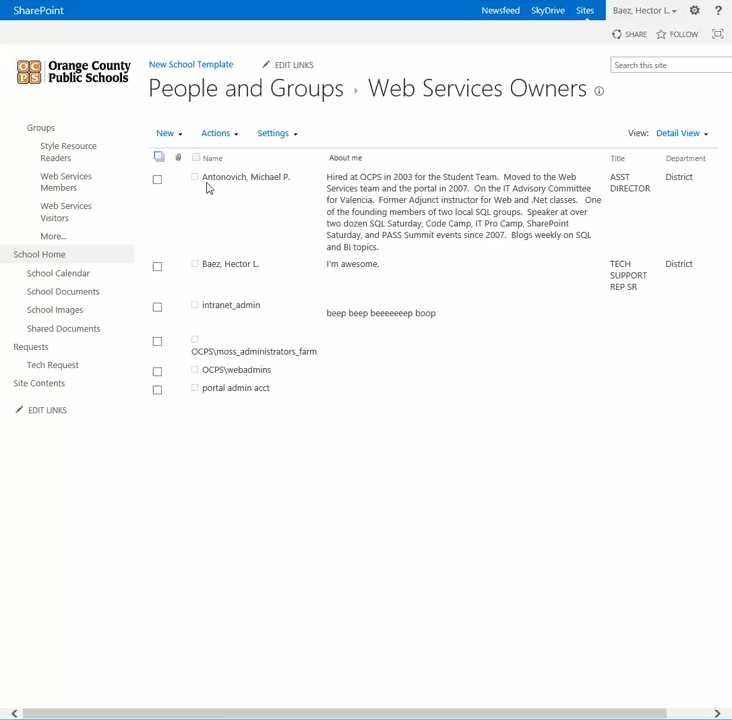 SharePoint
Newsfeed SkyDrive Sites Baez, Hector L. ?
SHARE FOLLOW
OC
PS
Orange County
Public Schools
New School Template EDIT LINKS
Search this site
People and Groups Web Services Owners
Groups
Style Resource
Readers
Web Services
Members
Web Services
Visitors
More...
School Home
School Calendar
School Documents
School Images
Shared Documents
Requests
Tech Request
Site Contents
EDIT LINKS
New Actions Settings View: Detail View
Name About me Title Department
Antonovich, Michael P. Hired at OCPS in 2003 for the Student Team. Moved to the Web ASST District
Services team and the portal in 2007. On the IT Advisory Committee DIRECTOR
for Valencia. Former Adjunct instructor for Web and .Net classes. One
of the founding members of two local SQL groups. Speaker at over
two dozen SQL Saturday, Code Camp, IT Pro Camp, SharePoint
Saturday, and PASS Summit events since 2007. Blogs weekly on SQL
and BI topics.
Baez, Hector L. I'm awesome. TECH District
SUPPORT
REP SR
intranet_admin
beep beep beeeeeeep boop
OCPS\moss_administrators_farm
OCPS\webadmins
portal admin acct